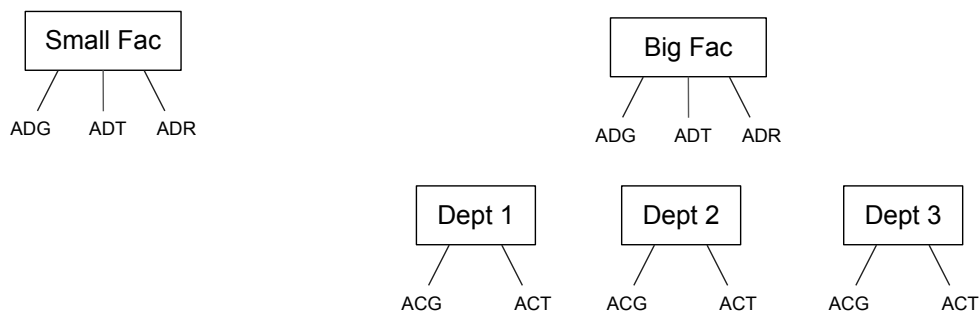 Small Fac
Big Fac
ADG ADT ADR
ADG ADT ADR
Dept 1 Dept 2 Dept 3
ACG ACT ACG ACT ACG ACT